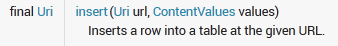 final Uri insert(Uri url, ContentValues values)
Inserts a row into a table at the given URL.